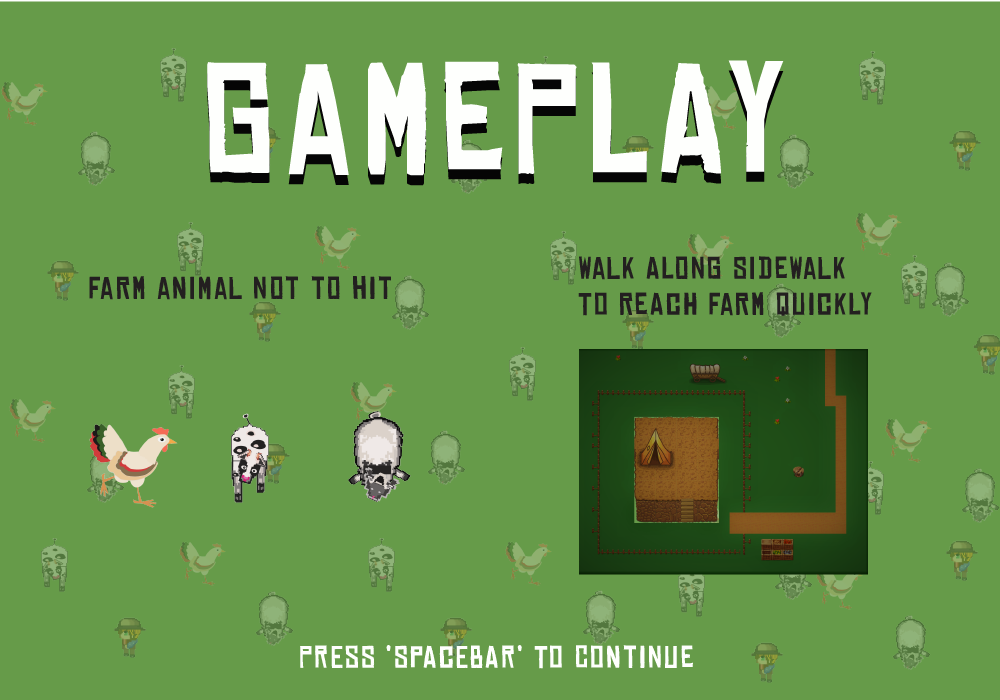 GAMEPLAY
FARM ANIMAL NOT TO HIT
WALK ALONG SIDEWALK
TO REACH FARM QUICKLY
PRESS 'SPACEBAR' TO CONTINUE